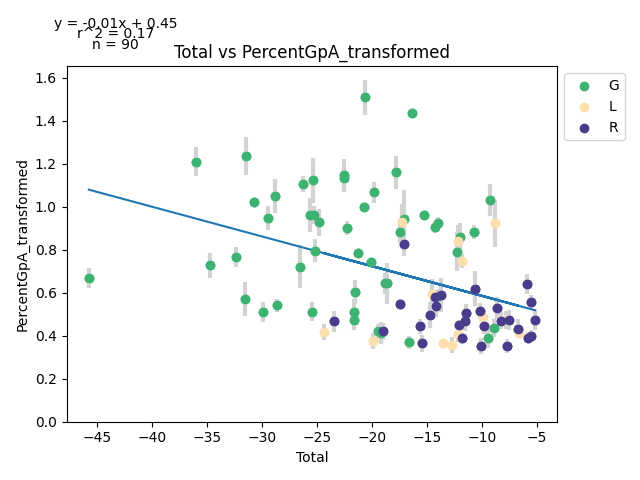 y = -0.01x + 0.45
r^2 = 0.17
n = 90
Total vs PercentGpA_transformed
G
L
R
PercentGpA_transformed
1.6
1.4
1.2
1.0
0.8
0.6
0.4
0.2
0.0
−45 −40 −35 −30 −25 −20 −15 −10 −5
Total